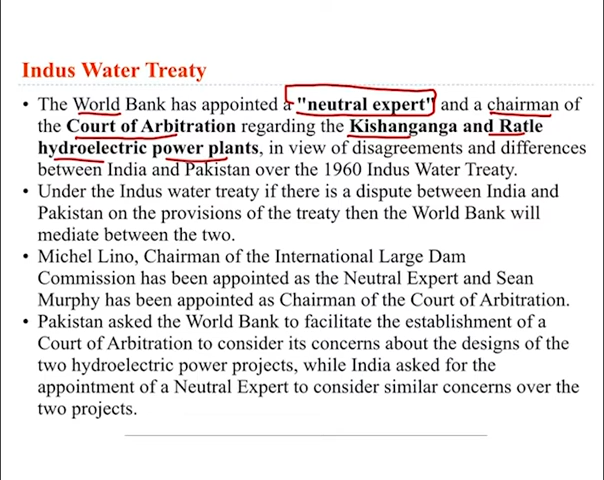 Indus Water Treaty
• The World Bank has appointed a "neutral expert" and a chairman of
the Court of Arbitration regarding the Kishanganga and Ratle
hydroelectric power plants, in view of disagreements and differences
between India and Pakistan over the 1960 Indus Water Treaty.
• Under the Indus water treaty if there is a dispute between India and
Pakistan on the provisions of the treaty then the World Bank will
mediate between the two.
• Michel Lino, Chairman of the International Large Dam
Commission has been appointed as the Neutral Expert and Sean
Murphy has been appointed as Chairman of the Court of Arbitration.
• Pakistan asked the World Bank to facilitate the establishment of a
Court of Arbitration to consider its concerns about the designs of the
two hydroelectric power projects, while India asked for the
appointment of a Neutral Expert to consider similar concerns over the
two projects.